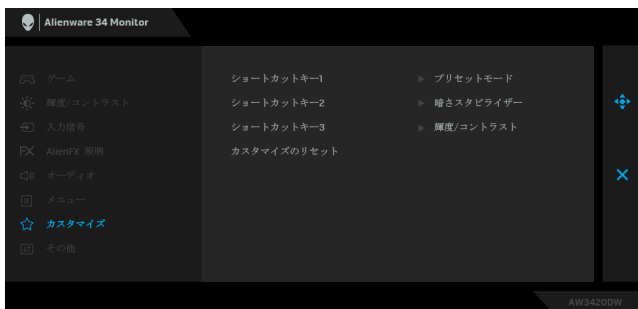 Alienware 34 Monitor
ゲーム
輝度/コントラスト
入力信号
AlienFX 照明
オーディオ
メニュー
カスタマイズ
その他
ショートカットキー1 プリセットモード
ショートカットキー2 暗さスタビライザー
ショートカットキー3 輝度/コントラスト
カスタマイズのリセット
AW3420DW